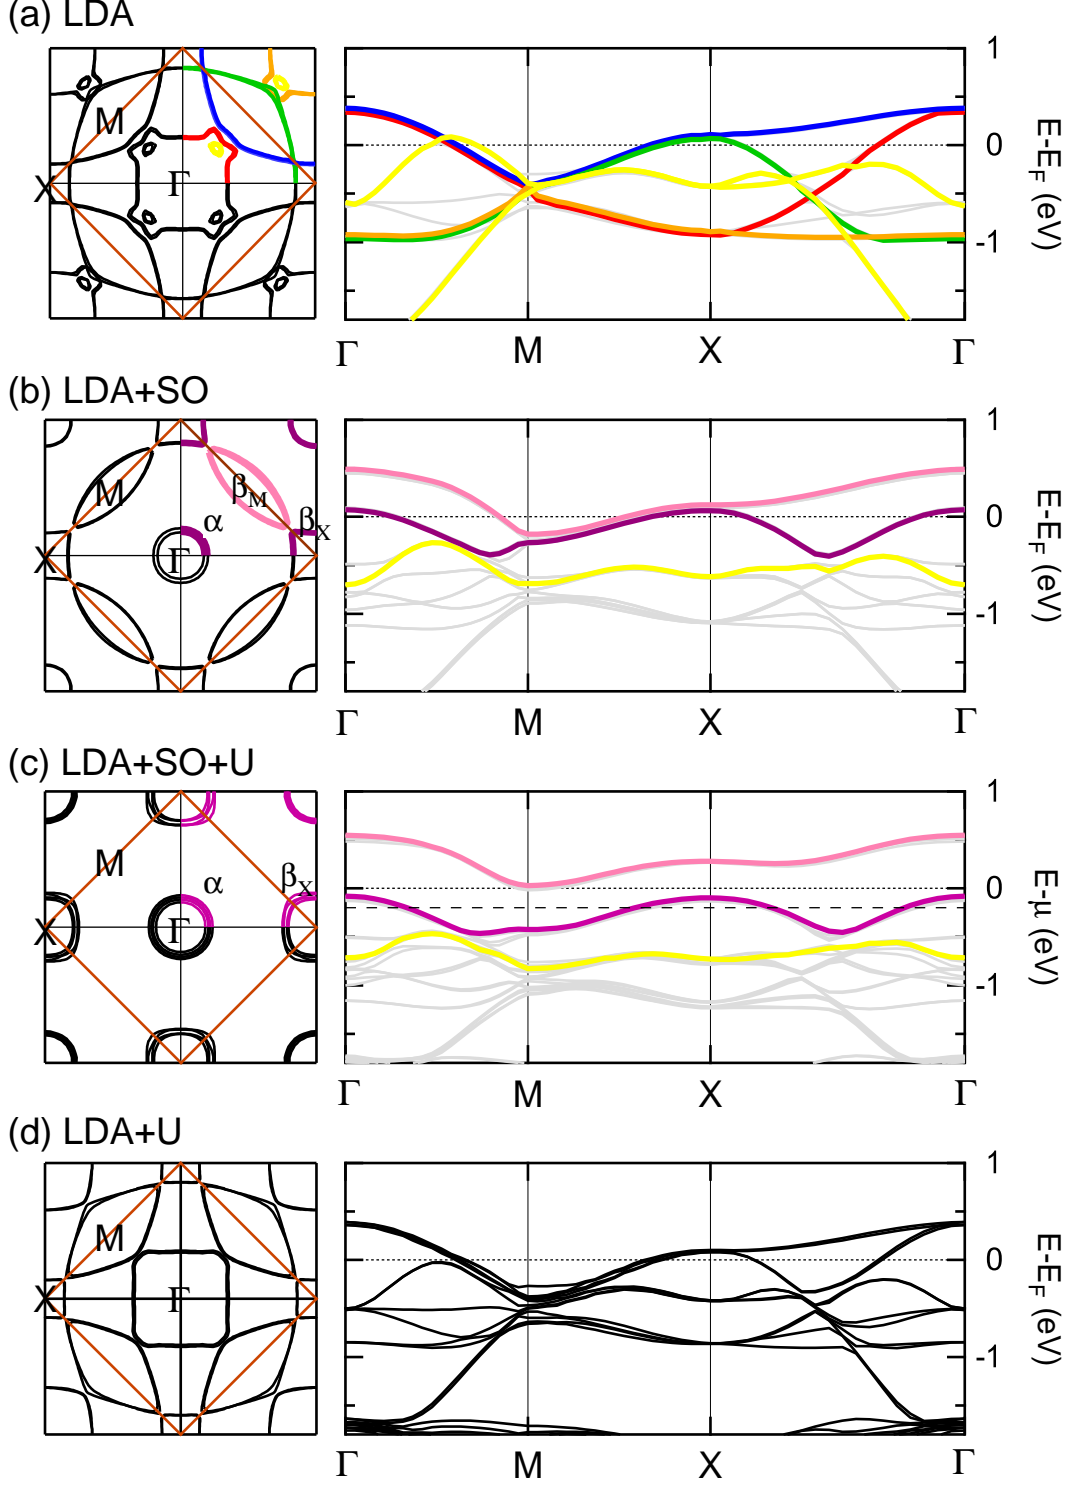 (a) LDA
M
Γ
X
1
0
-1
E-E_F (eV)
Γ M X Γ
(b) LDA+SO
M
β_M
α
β_X
Γ
X
1
0
-1
E-E_F (eV)
Γ M X Γ
(c) LDA+SO+U
M
α
β_X
Γ
X
1
0
-1
E-μ (eV)
Γ M X Γ
(d) LDA+U
M
Γ
X
1
0
-1
E-E_F (eV)
Γ M X Γ